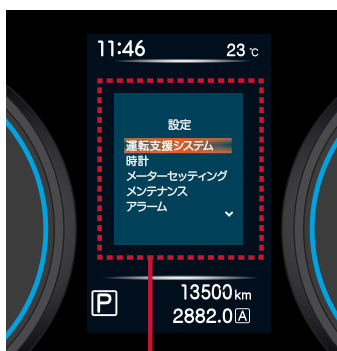 11:46 23 ℃
設定
運転支援システム
時計
メーターセッティング
メンテナンス
アラーム
P 13500 km
2882.0 A